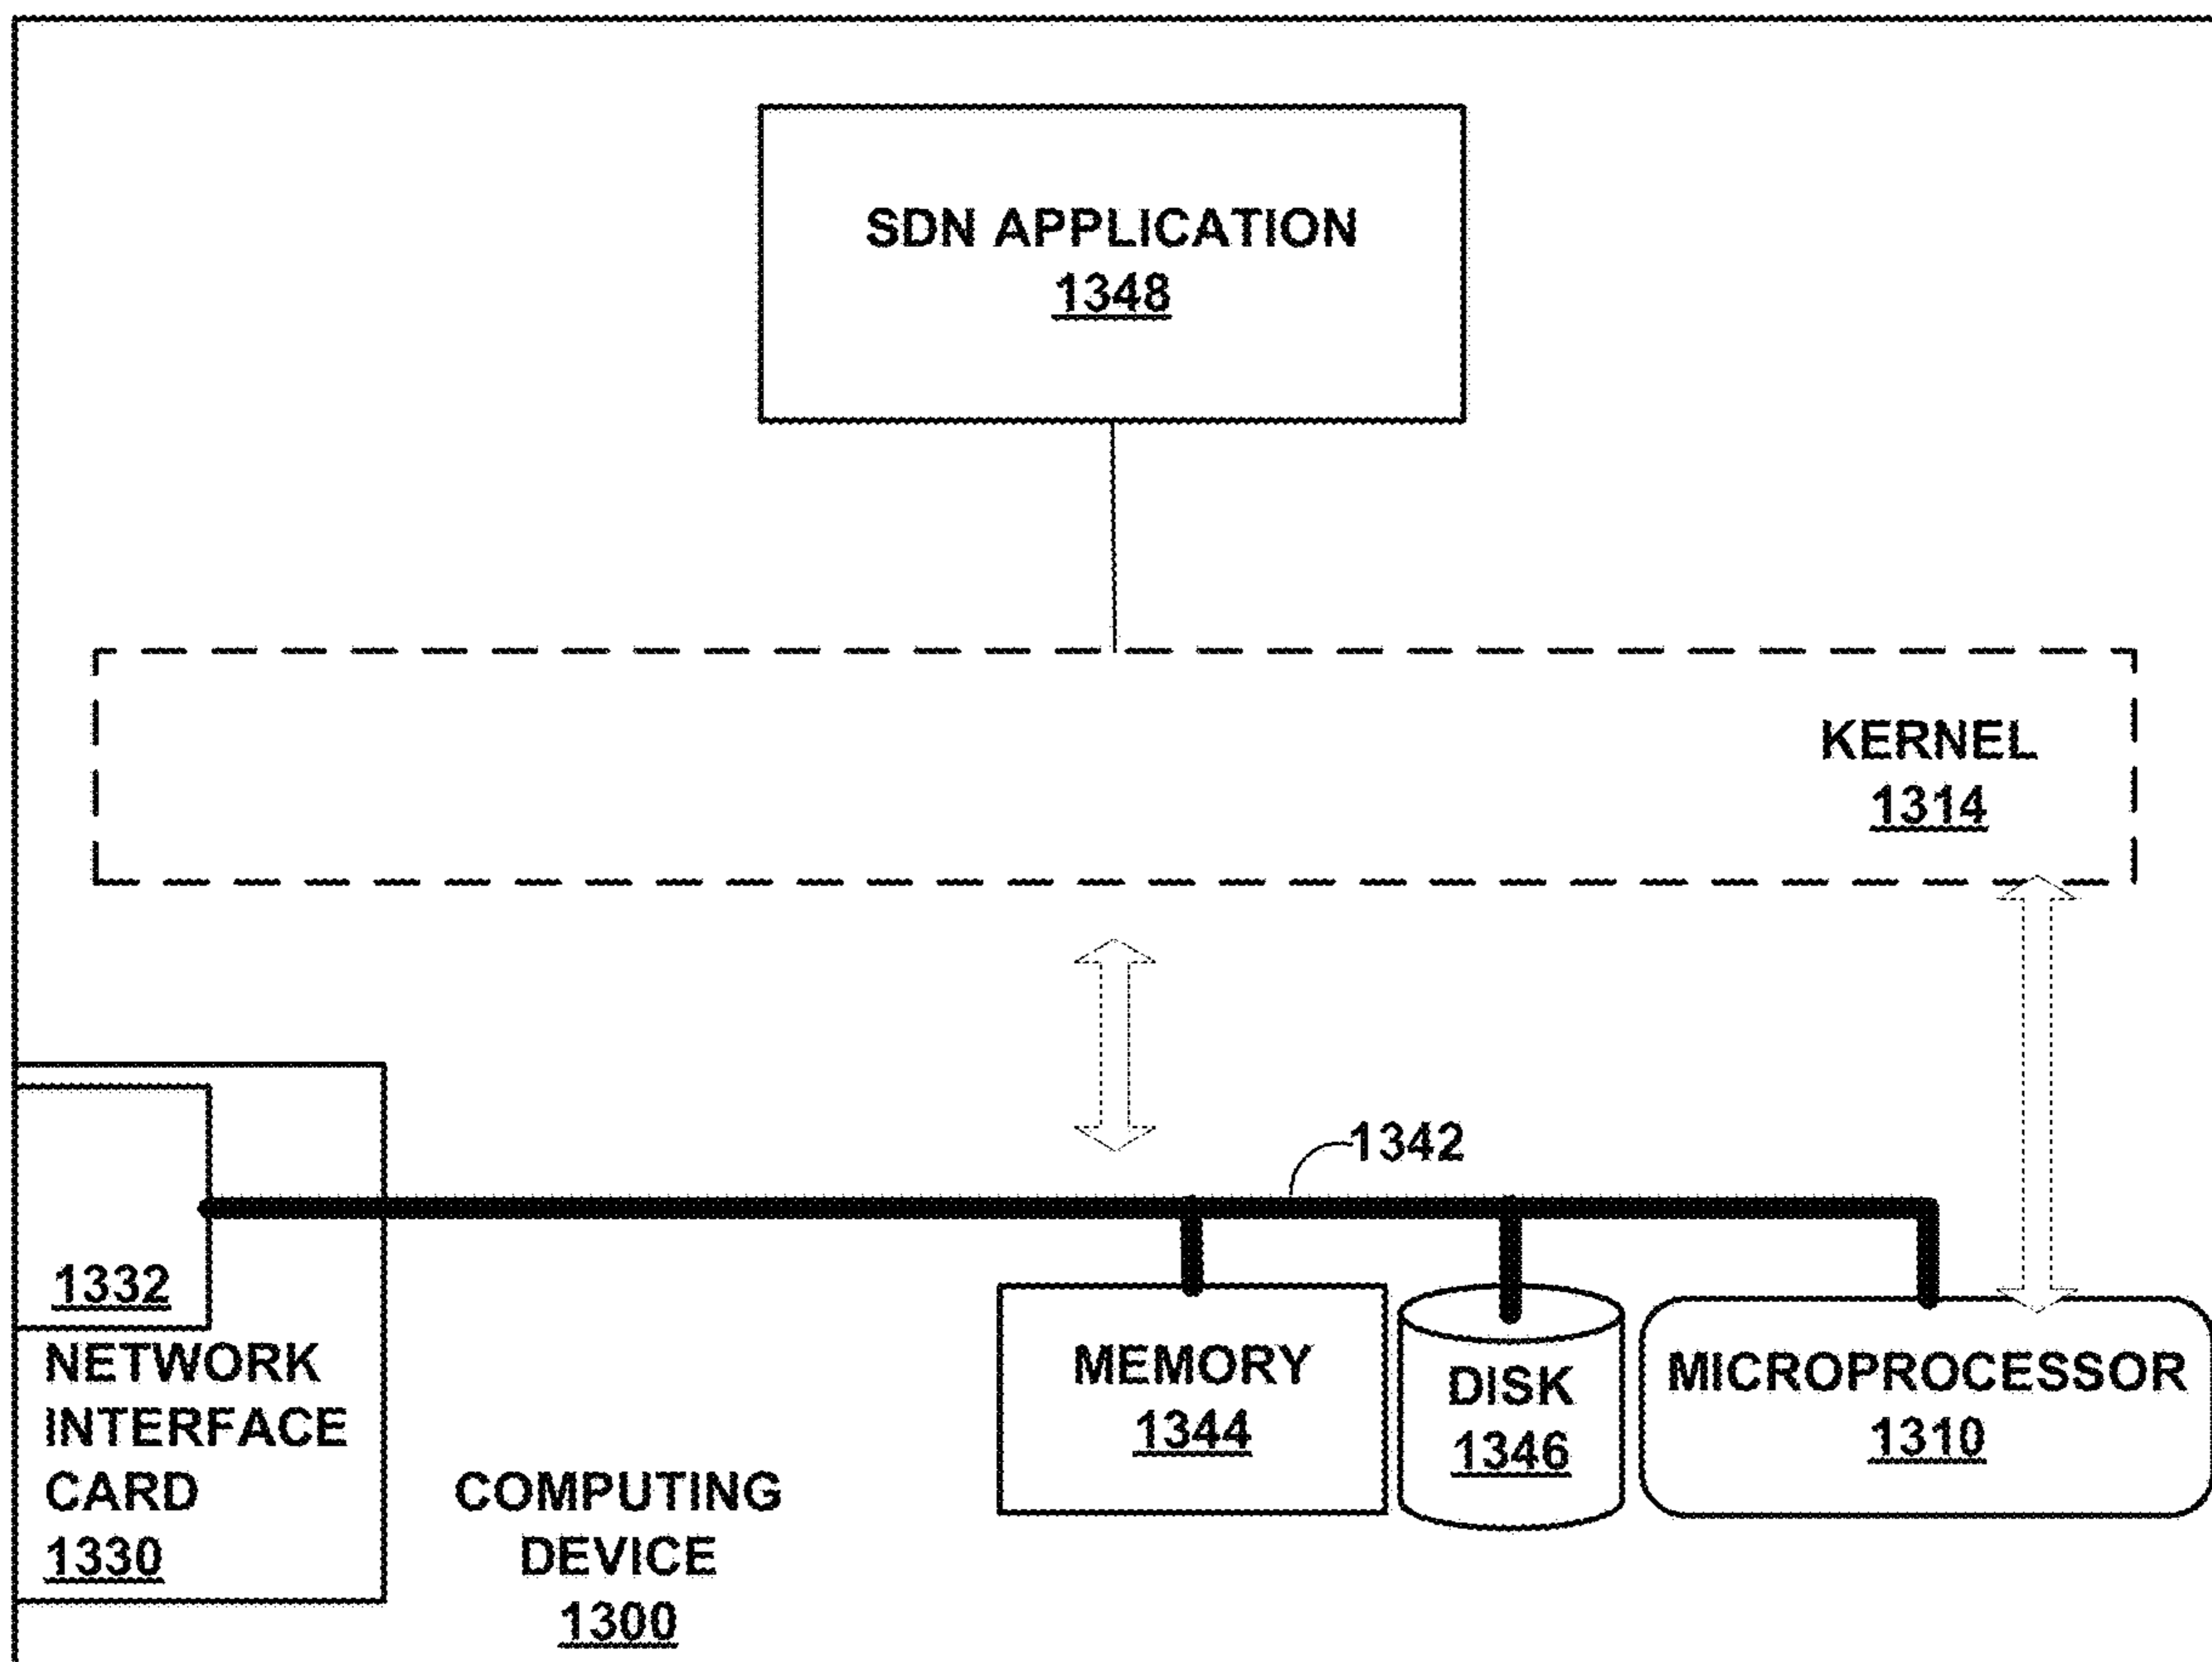 SDN APPLICATION
1348
KERNEL
1314
1342
1332
NETWORK
INTERFACE
CARD
1330
COMPUTING
DEVICE
1300
MEMORY
1344
DISK
1346
MICROPROCESSOR
1310